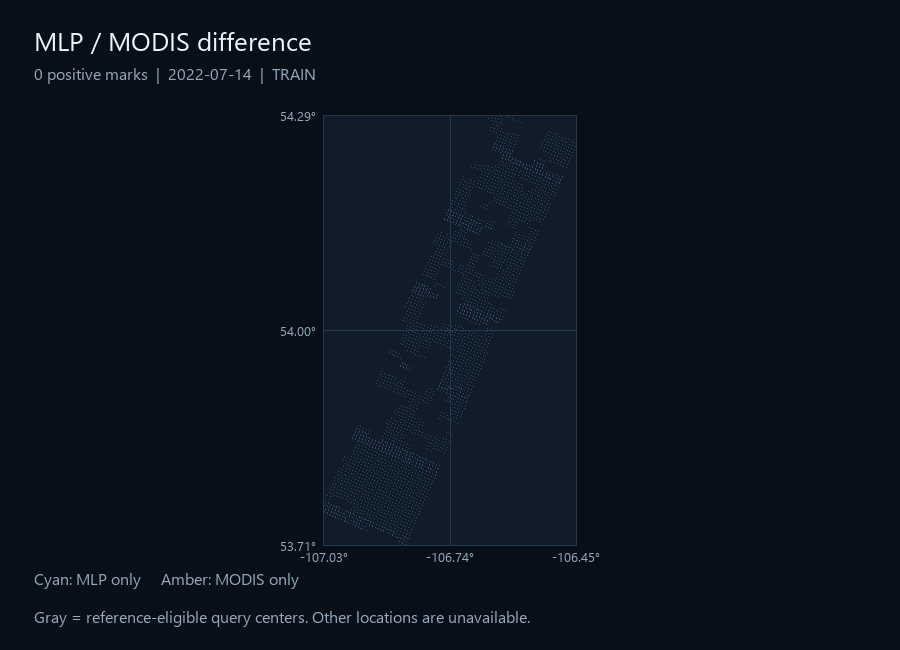 MLP / MODIS difference
0 positive marks | 2022-07-14 | TRAIN
54.29°
54.00°
53.71°
-107.03° -106.74° -106.45°
Cyan: MLP only Amber: MODIS only
Gray = reference-eligible query centers. Other locations are unavailable.